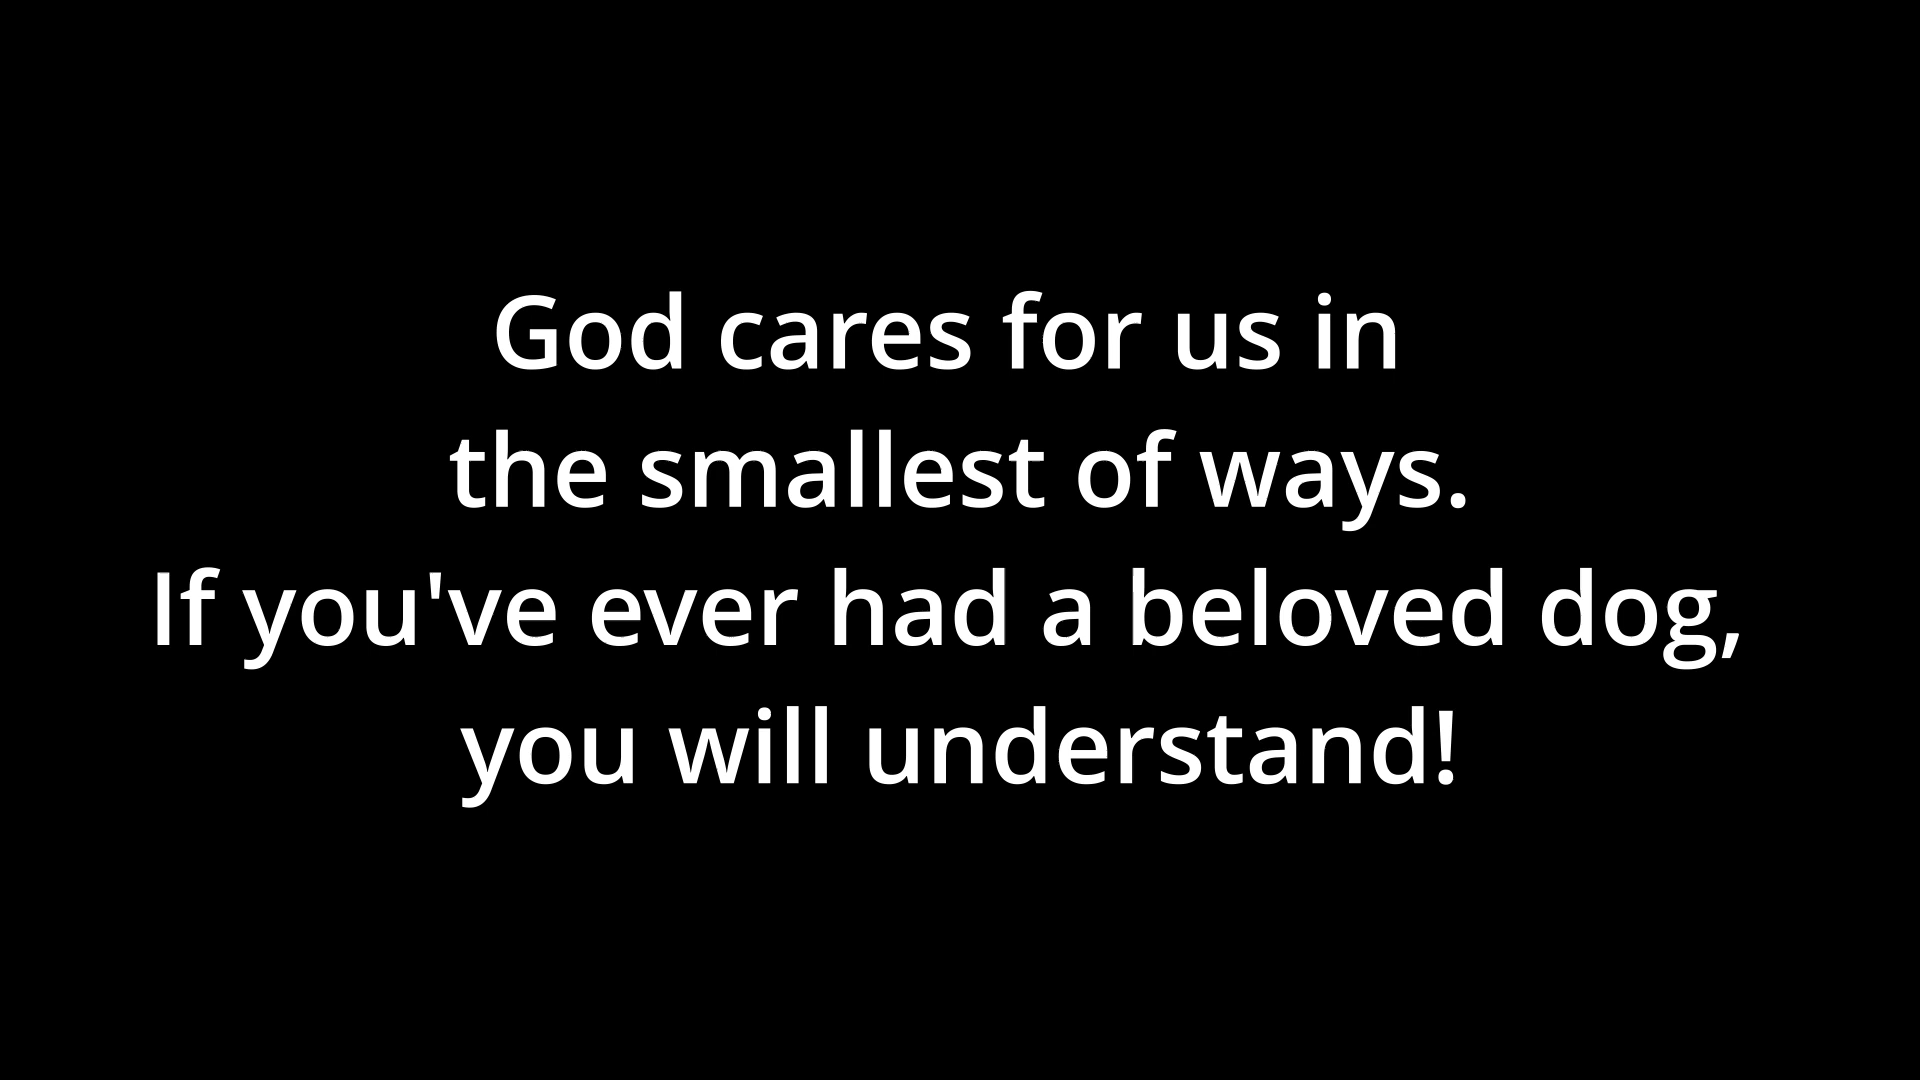 God cares for us in
the smallest of ways.
If you've ever had a beloved dog,
you will understand!